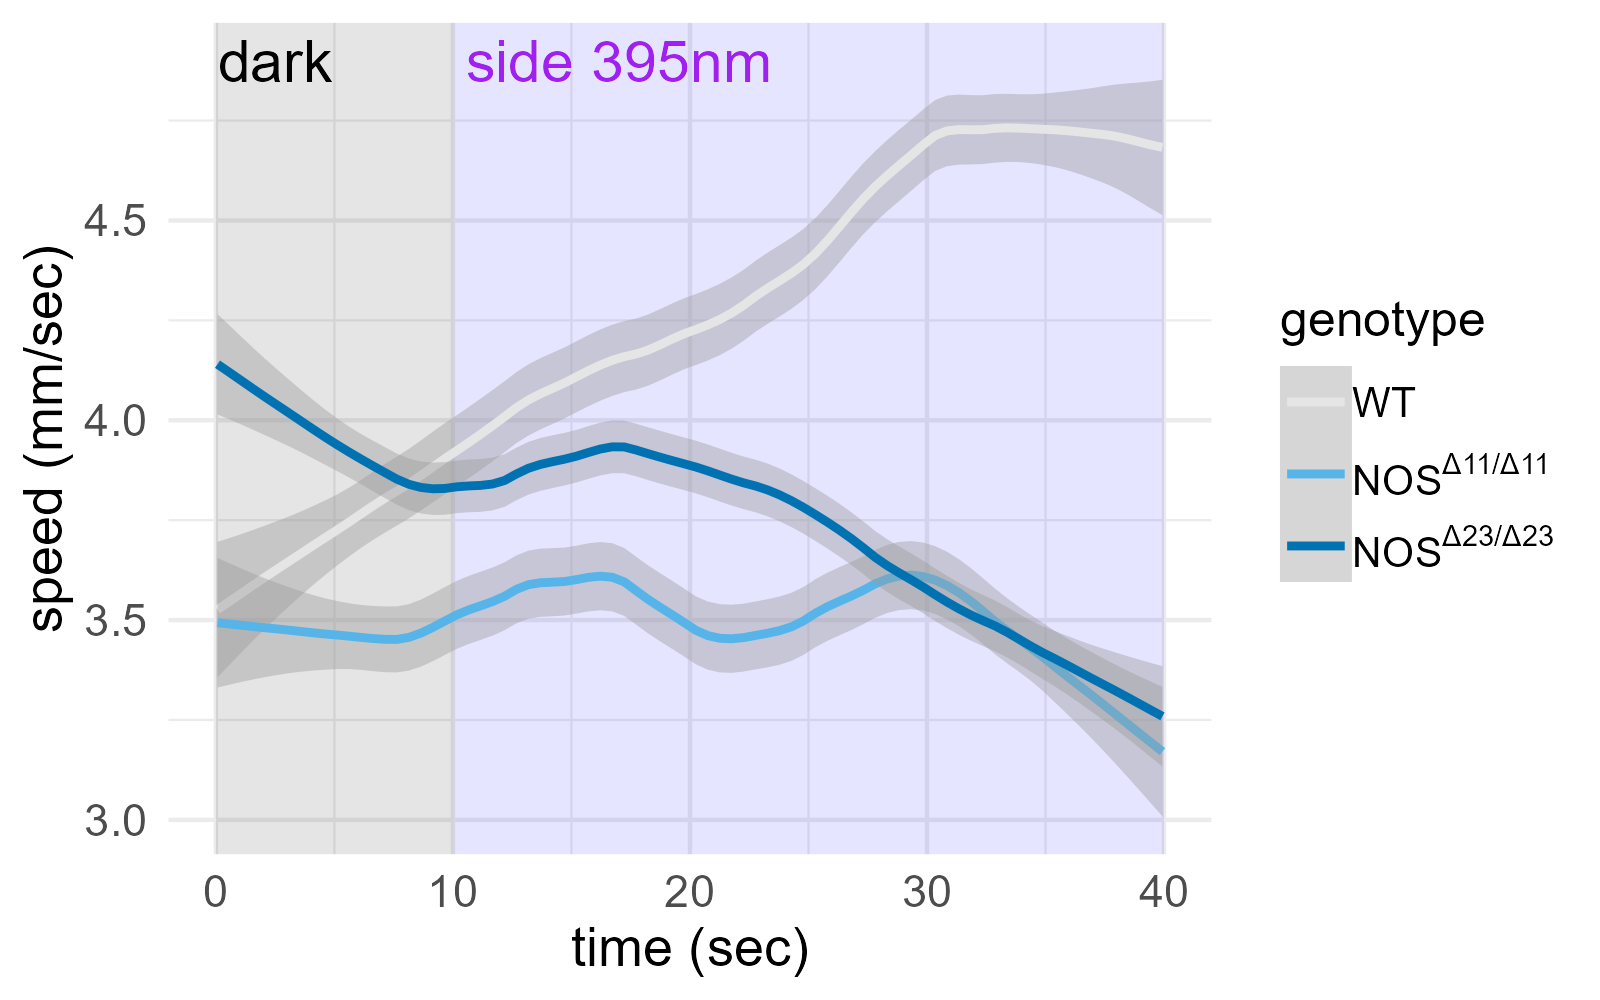 dark side 395nm
4.5
4.0
3.5
3.0
speed (mm/sec)
0 10 20 30 40
time (sec)
genotype
WT
NOS^Δ11/Δ11
NOS^Δ23/Δ23